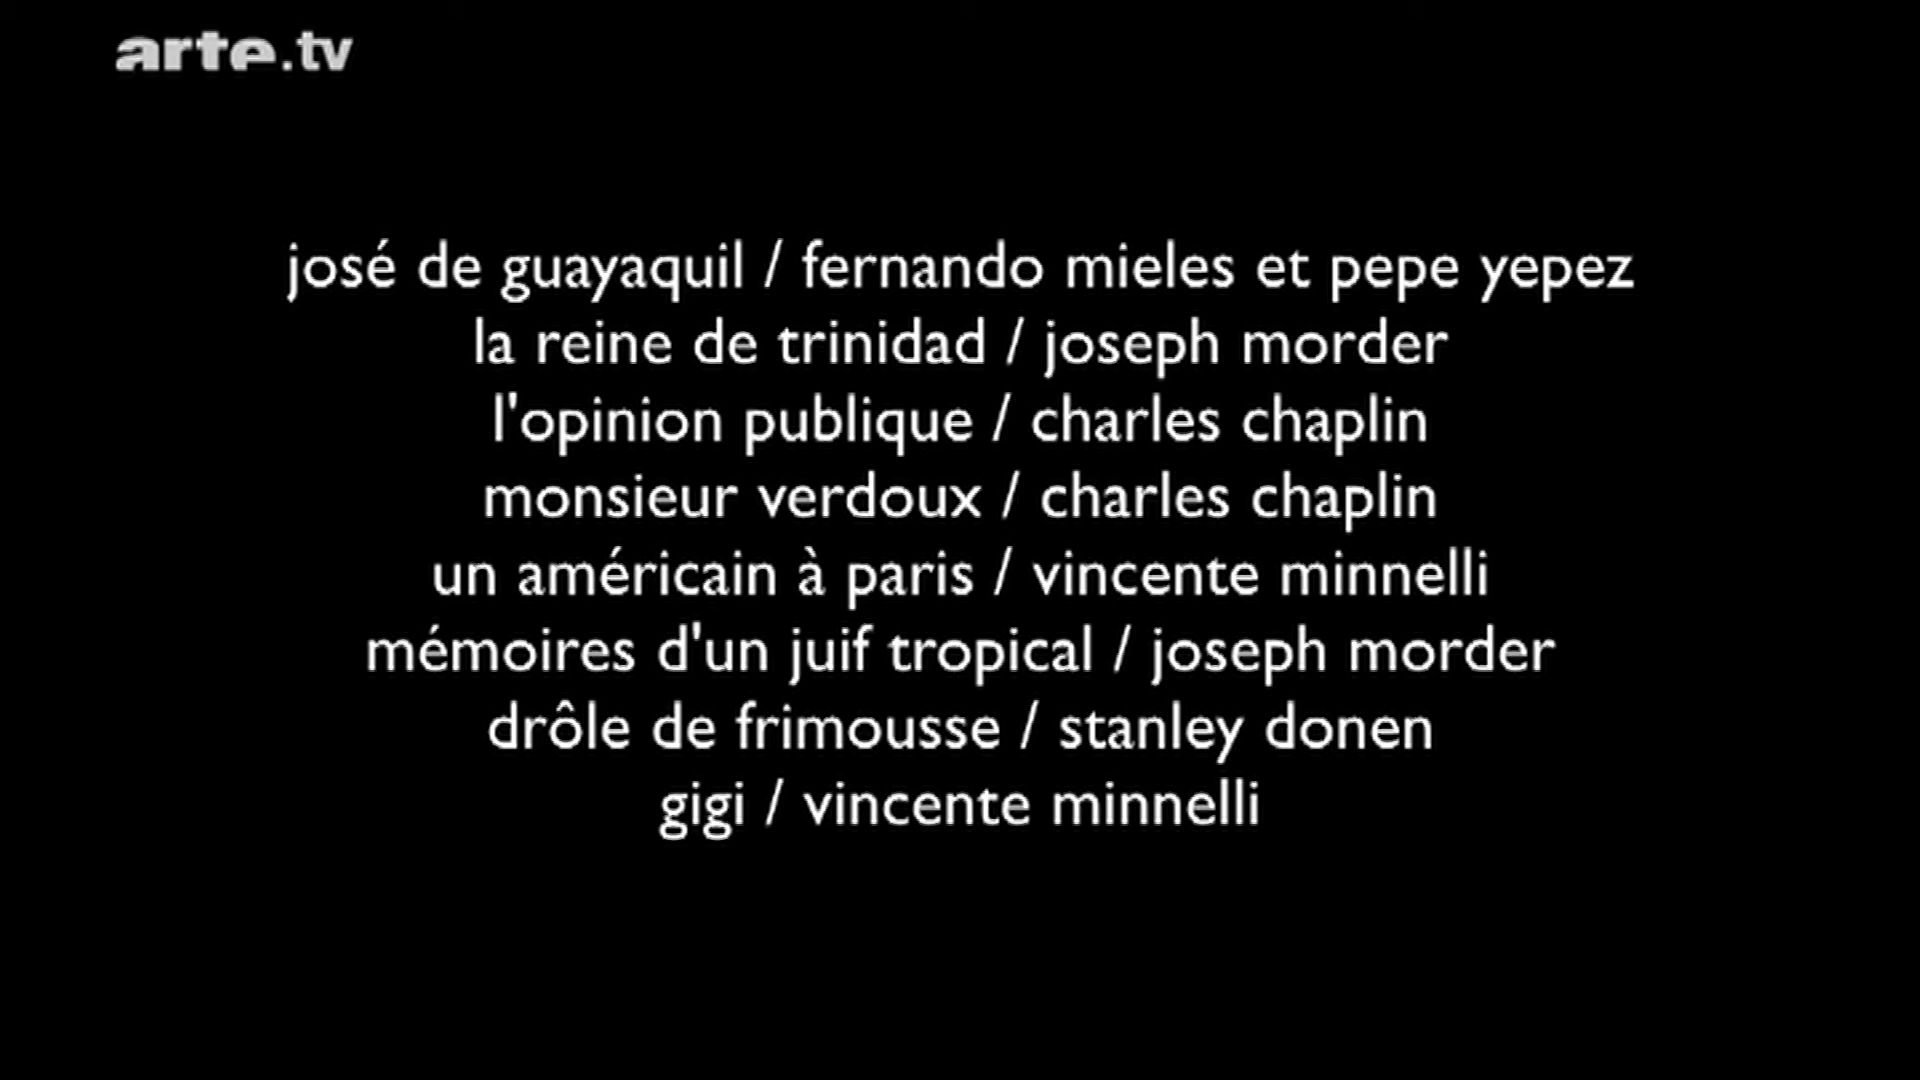 arte.tv
josé de guayaquil / fernando mieles et pepe yepez
la reine de trinidad / joseph morder
l'opinion publique / charles chaplin
monsieur verdoux / charles chaplin
un américain à paris / vincente minnelli
mémoires d'un juif tropical / joseph morder
drôle de frimousse / stanley donen
gigi / vincente minnelli